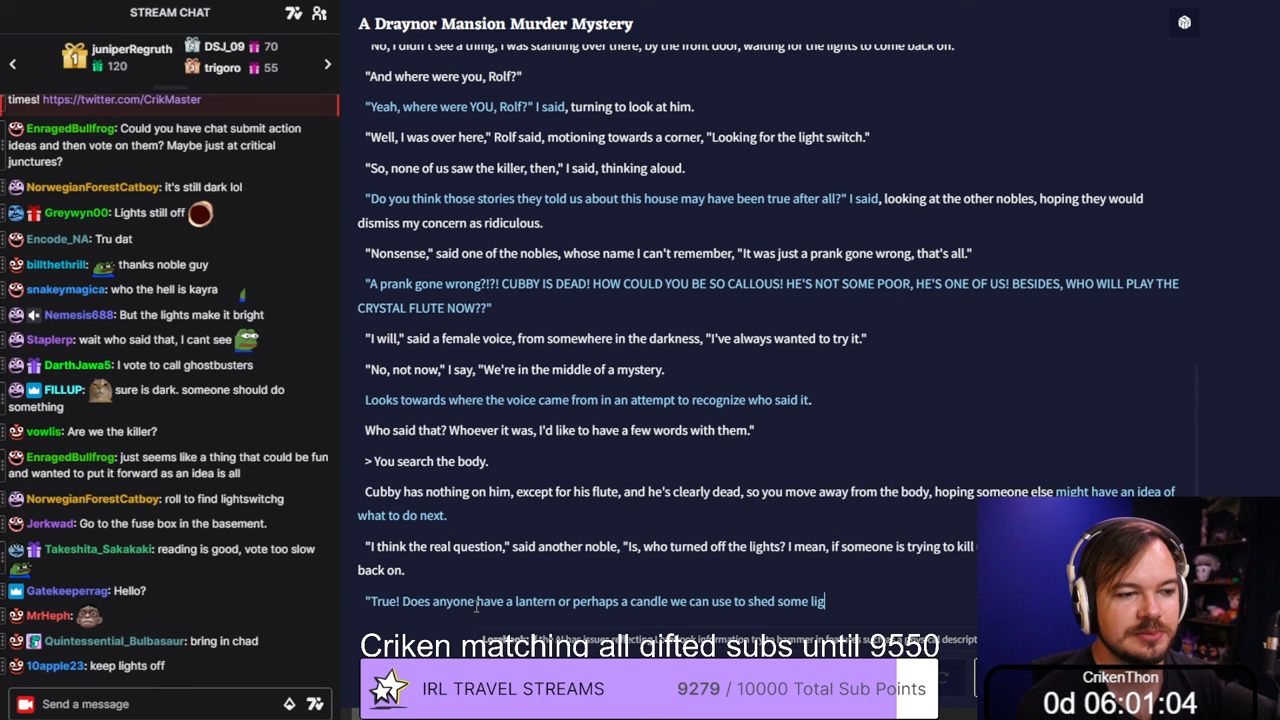 STREAM CHAT
juniperRegruth
120
DSJ_09 70
trigoro 55
times! https://twitter.com/CrikMaster
EnragedBullfrog: Could you have chat submit action
ideas and then vote on them? Maybe just at critical
junctures?
NorwegianForestCatboy: it's still dark lol
Greywyn00: Lights still off
Encode_NA: Tru dat
billthethrill: thanks noble guy
snakeymagica: who the hell is kayra
Nemesis688: But the lights make it bright
Staplerp: wait who said that, I cant see
DarthJawa5: I vote to call ghostbusters
FILLUP: sure is dark. someone should do
something
vowlis: Are we the killer?
EnragedBullfrog: just seems like a thing that could be fun
and wanted to put it forward as an idea is all
NorwegianForestCatboy: roll to find lightswitchg
Jerkwad: Go to the fuse box in the basement.
Takeshita_Sakakaki: reading is good, vote too slow
Gatekeeperrag: Hello?
MrHeph:
Quintessential_Bulbasaur: bring in chad
10apple23: keep lights off
Send a message
A Draynor Mansion Murder Mystery
"No, I didn't see a thing, I was standing over there, by the front door, waiting for the lights to come back on.
"And where were you, Rolf?"
"Yeah, where were YOU, Rolf?" I said, turning to look at him.
"Well, I was over here," Rolf said, motioning towards a corner, "Looking for the light switch."
"So, none of us saw the killer, then," I said, thinking aloud.
"Do you think those stories they told us about this house may have been true after all?" I said, looking at the other nobles, hoping they would
dismiss my concern as ridiculous.
"Nonsense," said one of the nobles, whose name I can't remember, "It was just a prank gone wrong, that's all."
"A prank gone wrong?!?! CUBBY IS DEAD! HOW COULD YOU BE SO CALLOUS! HE'S NOT SOME POOR, HE'S ONE OF US! BESIDES, WHO WILL PLAY THE
CRYSTAL FLUTE NOW??"
"I will," said a female voice, from somewhere in the darkness, "I've always wanted to try it."
"No, not now," I say, "We're in the middle of a mystery.
Looks towards where the voice came from in an attempt to recognize who said it.
Who said that? Whoever it was, I'd like to have a few words with them."
> You search the body.
Cubby has nothing on him, except for his flute, and he's clearly dead, so you move away from the body, hoping someone else might have an idea of
what to do next.
"I think the real question," said another noble, "Is, who turned off the lights? I mean, if someone is trying to kill
back on.
"True! Does anyone have a lantern or perhaps a candle we can use to shed some lig
Criken matching all gifted subs until 9550
IRL TRAVEL STREAMS 9279 / 10000 Total Sub Points
CrikenThon
0d 06:01:04